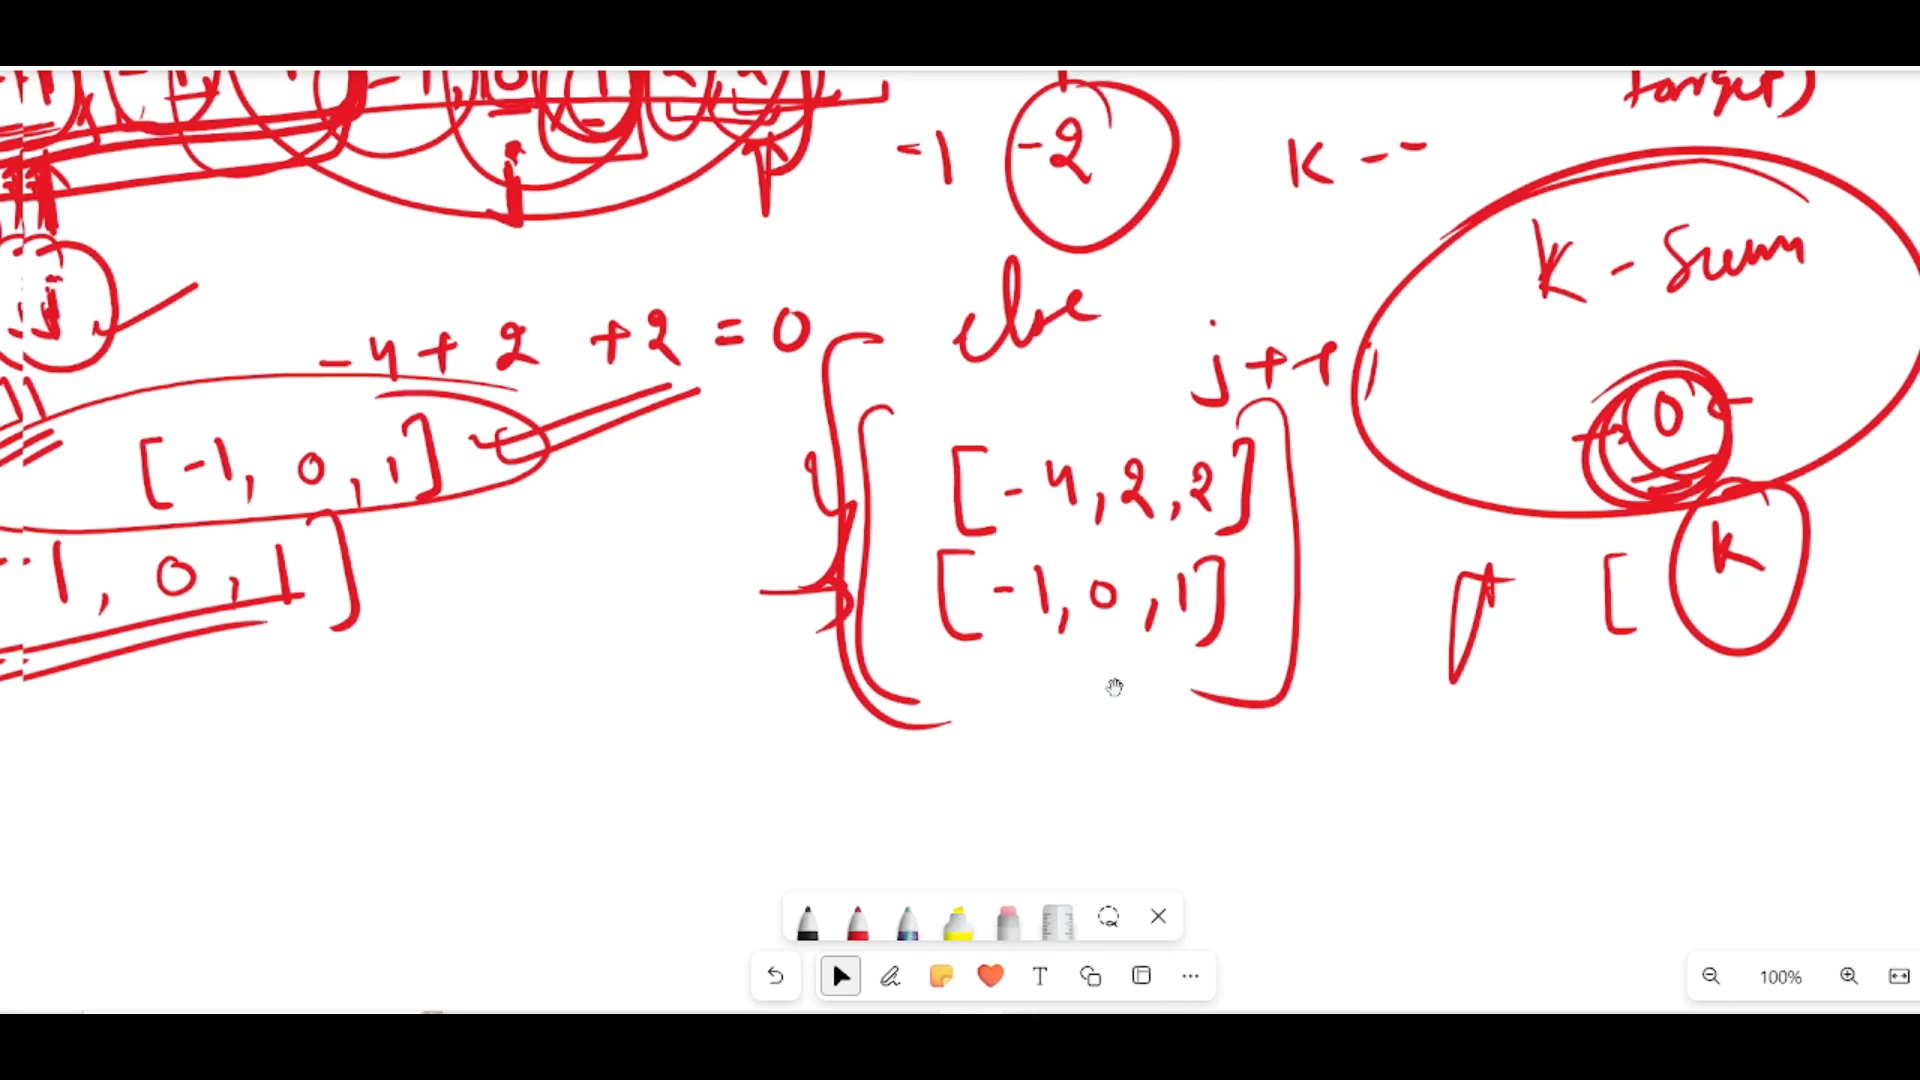 target)
-1 -2 K --
K - Sum
else
-4 + 2 + 2 = 0
j++
0
[-1, 0, 1]
[-4, 2, 2]
K
-1, 0, 1]
[-1, 0, 1]
[
100%